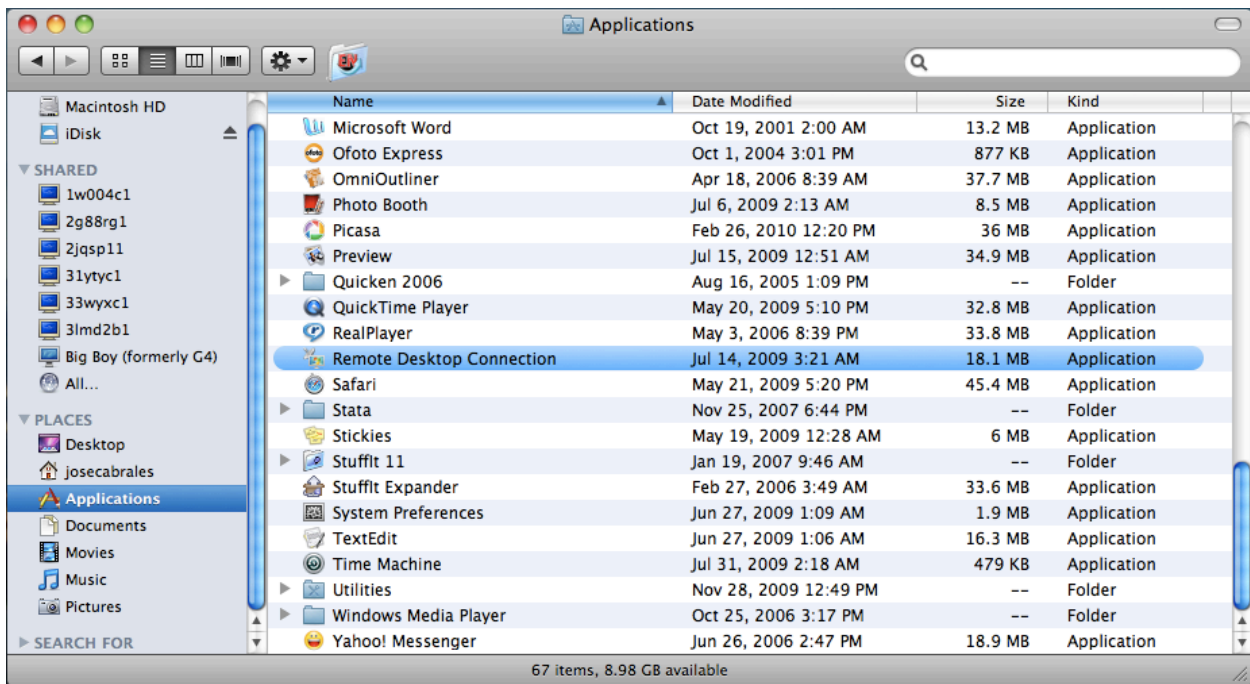 Applications
Macintosh HD
iDisk
SHARED
1w004c1
2g88rg1
2jqsp11
31ytyc1
33wyxc1
3lmd2b1
Big Boy (formerly G4)
All...
PLACES
Desktop
josecabrales
Applications
Documents
Movies
Music
Pictures
SEARCH FOR
Name Date Modified Size Kind
Microsoft Word Oct 19, 2001 2:00 AM 13.2 MB Application
Ofoto Express Oct 1, 2004 3:01 PM 877 KB Application
OmniOutliner Apr 18, 2006 8:39 AM 37.7 MB Application
Photo Booth Jul 6, 2009 2:13 AM 8.5 MB Application
Picasa Feb 26, 2010 12:20 PM 36 MB Application
Preview Jul 15, 2009 12:51 AM 34.9 MB Application
Quicken 2006 Aug 16, 2005 1:09 PM -- Folder
QuickTime Player May 20, 2009 5:10 PM 32.8 MB Application
RealPlayer May 3, 2006 8:39 PM 33.8 MB Application
Remote Desktop Connection Jul 14, 2009 3:21 AM 18.1 MB Application
Safari May 21, 2009 5:20 PM 45.4 MB Application
Stata Nov 25, 2007 6:44 PM -- Folder
Stickies May 19, 2009 12:28 AM 6 MB Application
StuffIt 11 Jan 19, 2007 9:46 AM -- Folder
StuffIt Expander Feb 27, 2006 3:49 AM 33.6 MB Application
System Preferences Jun 27, 2009 1:09 AM 1.9 MB Application
TextEdit Jun 27, 2009 1:06 AM 16.3 MB Application
Time Machine Jul 31, 2009 2:18 AM 479 KB Application
Utilities Nov 28, 2009 12:49 PM -- Folder
Windows Media Player Oct 25, 2006 3:17 PM -- Folder
Yahoo! Messenger Jun 26, 2006 2:47 PM 18.9 MB Application
67 items, 8.98 GB available